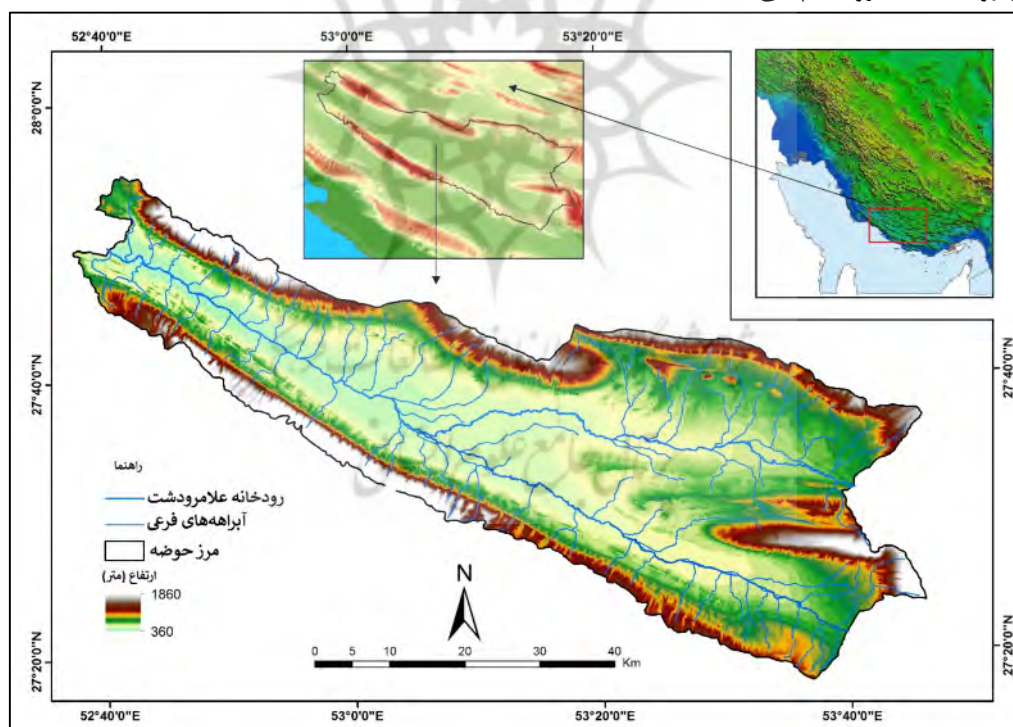 52°40'0"E
53°0'0"E
53°20'0"E
28°0'0"N
27°40'0"N
27°40'0"N
راهنما
رودخانه علامرودشت
آبراهه‌های فرعی
مرز حوضه
ارتفاع (متر)
1860
360
N
0 5 10 20 30 40
Km
27°20'0"N
27°20'0"N
52°40'0"E
53°0'0"E
53°20'0"E
53°40'0"E